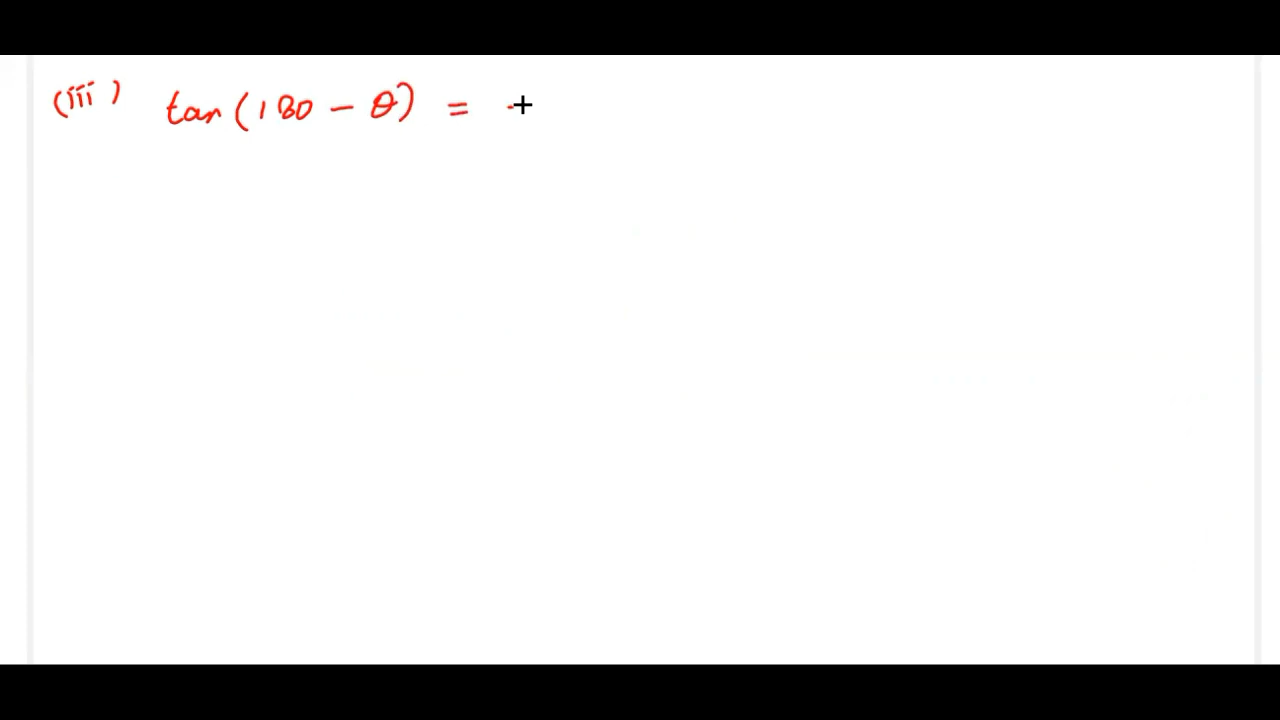 (iii) tan(180 - θ) = -